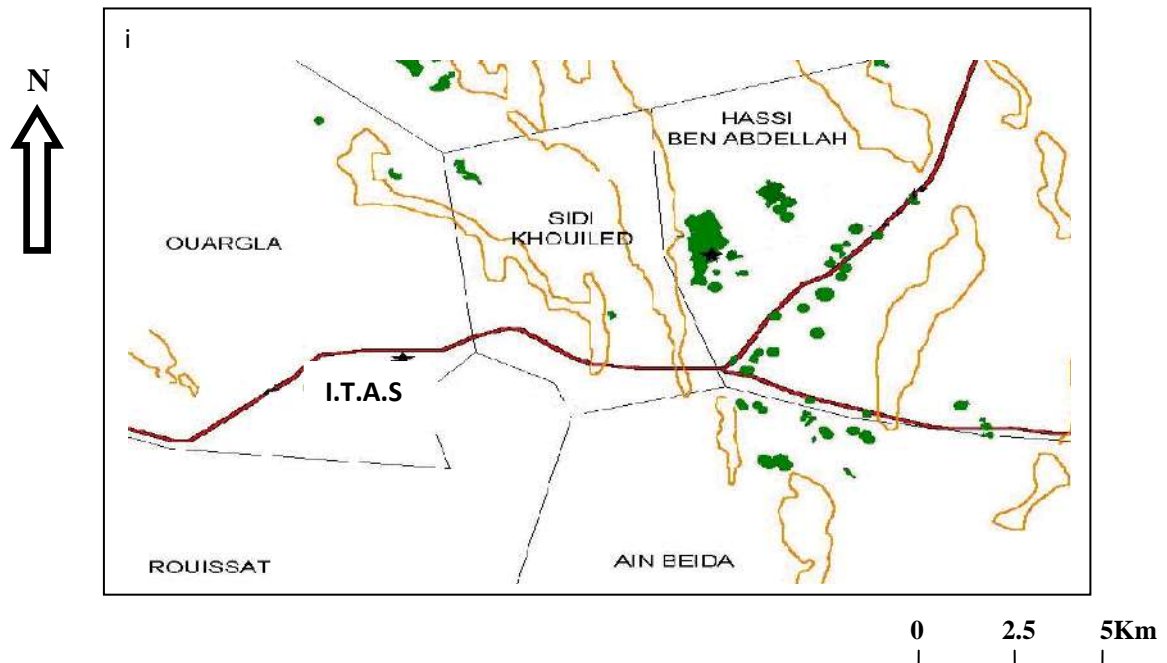 i
N
HASSI
BEN ABDELLAH
SIDI
KHOUILED
OUARGLA
I.T.A.S
ROUISSAT
AIN BEIDA
0 2.5 5Km